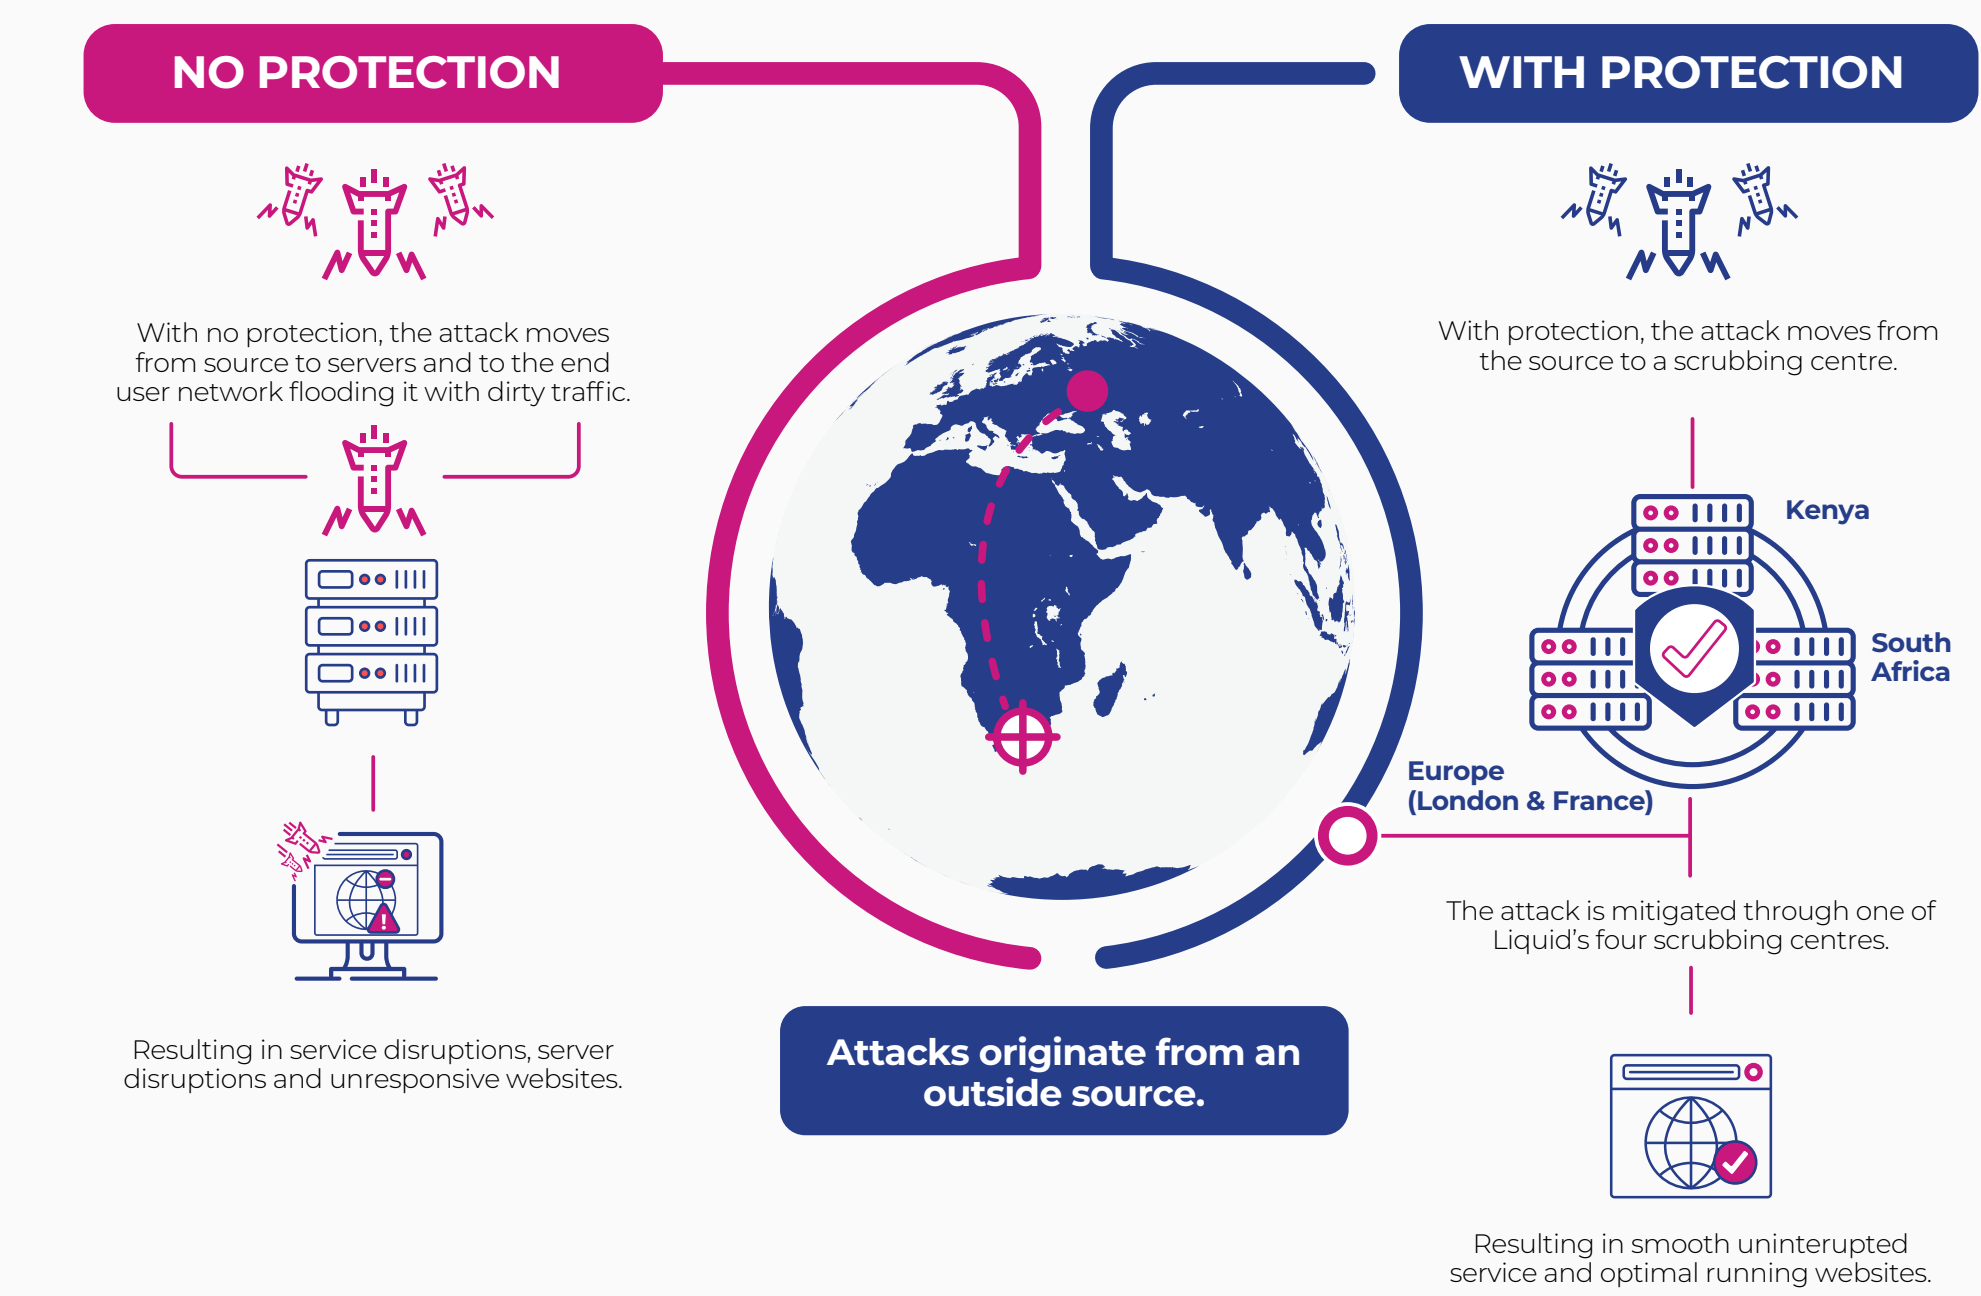 NO PROTECTION
With no protection, the attack moves
from source to servers and to the end
user network flooding it with dirty traffic.
Resulting in service disruptions, server
disruptions and unresponsive websites.
Attacks originate from an
outside source.
WITH PROTECTION
With protection, the attack moves from
the source to a scrubbing centre.
Kenya
South
Africa
Europe
(London & France)
The attack is mitigated through one of
Liquid's four scrubbing centres.
Resulting in smooth uninterupted
service and optimal running websites.